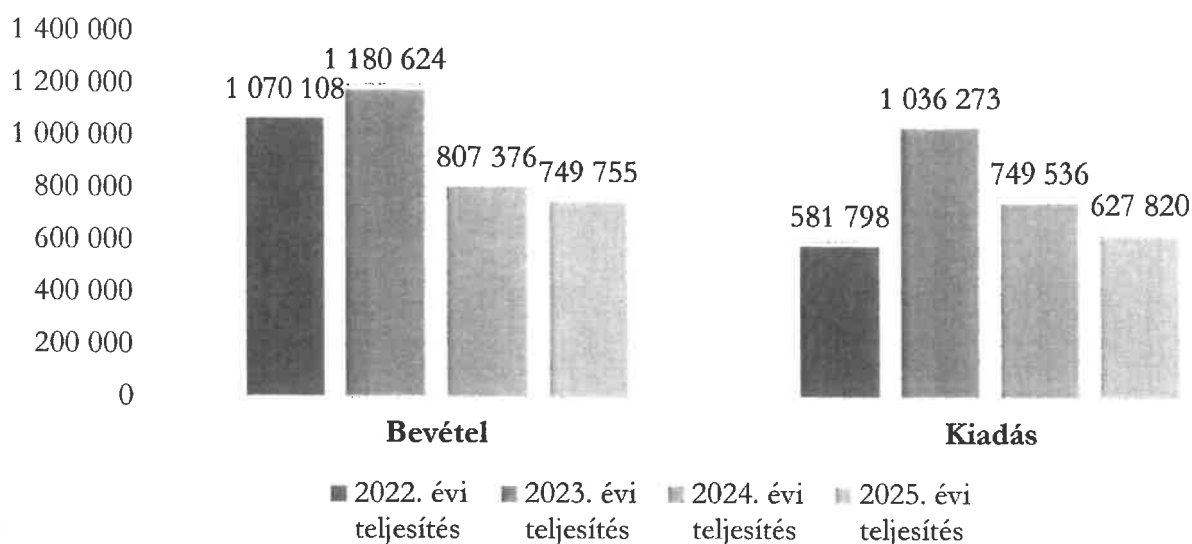 1 400 000
1 200 000
1 000 000
800 000
600 000
400 000
200 000
0
1 070 108
1 180 624
807 376
749 755
581 798
1 036 273
749 536
627 820
Bevétel
Kiadás
2022. évi teljesítés
2023. évi teljesítés
2024. évi teljesítés
2025. évi teljesítés